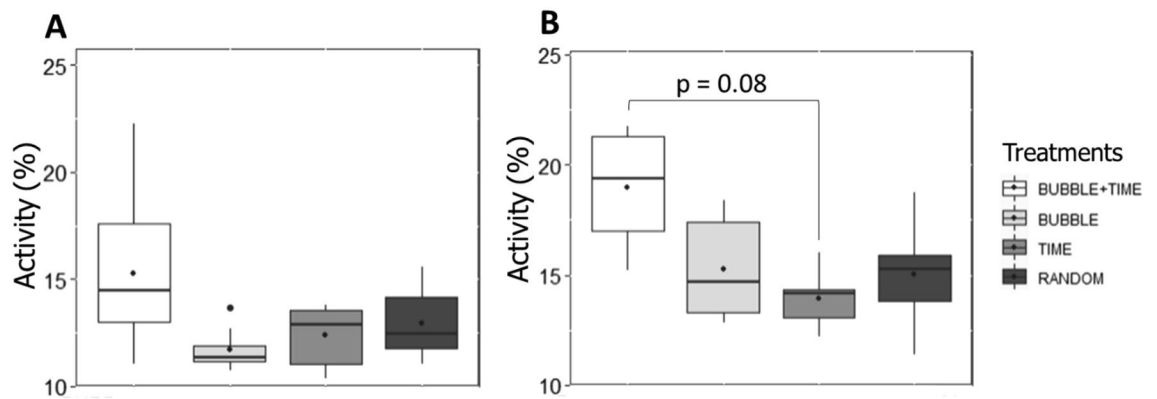 A
Activity (%)
25
20
15
10
B
Activity (%)
25
20
15
10
p = 0.08
Treatments
BUBBLE+TIME
BUBBLE
TIME
RANDOM